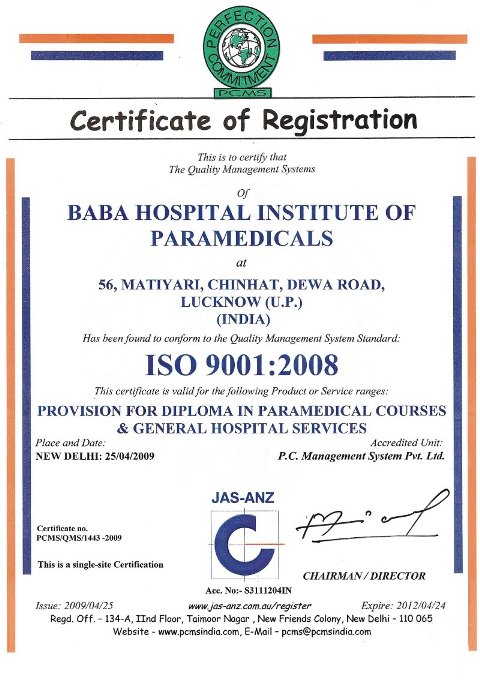 PERFECTION
COMMITMENT
PCMS
Certificate of Registration
This is to certify that
The Quality Management Systems
Of
BABA HOSPITAL INSTITUTE OF
PARAMEDICALS
at
56, MATIYARI, CHINHAT, DEWA ROAD,
LUCKNOW (U.P.)
(INDIA)
Has been found to conform to the Quality Management System Standard:
ISO 9001:2008
This certificate is valid for the following Product or Service ranges:
PROVISION FOR DIPLOMA IN PARAMEDICAL COURSES
& GENERAL HOSPITAL SERVICES
Place and Date: Accredited Unit:
NEW DELHI: 25/04/2009 P.C. Management System Pvt. Ltd.
JAS-ANZ
Certificate no.
PCMS/QMS/1443 -2009
This is a single-site Certification
CHAIRMAN / DIRECTOR
Acc. No:- S3111204IN
Issue: 2009/04/25 www.jas-anz.com.au/register Expire: 2012/04/24
Regd. Off. – 134-A, IInd Floor, Taimoor Nagar , New Friends Colony, New Delhi – 110 065
Website - www.pcmsindia.com, E-Mail – pcms@pcmsindia.com